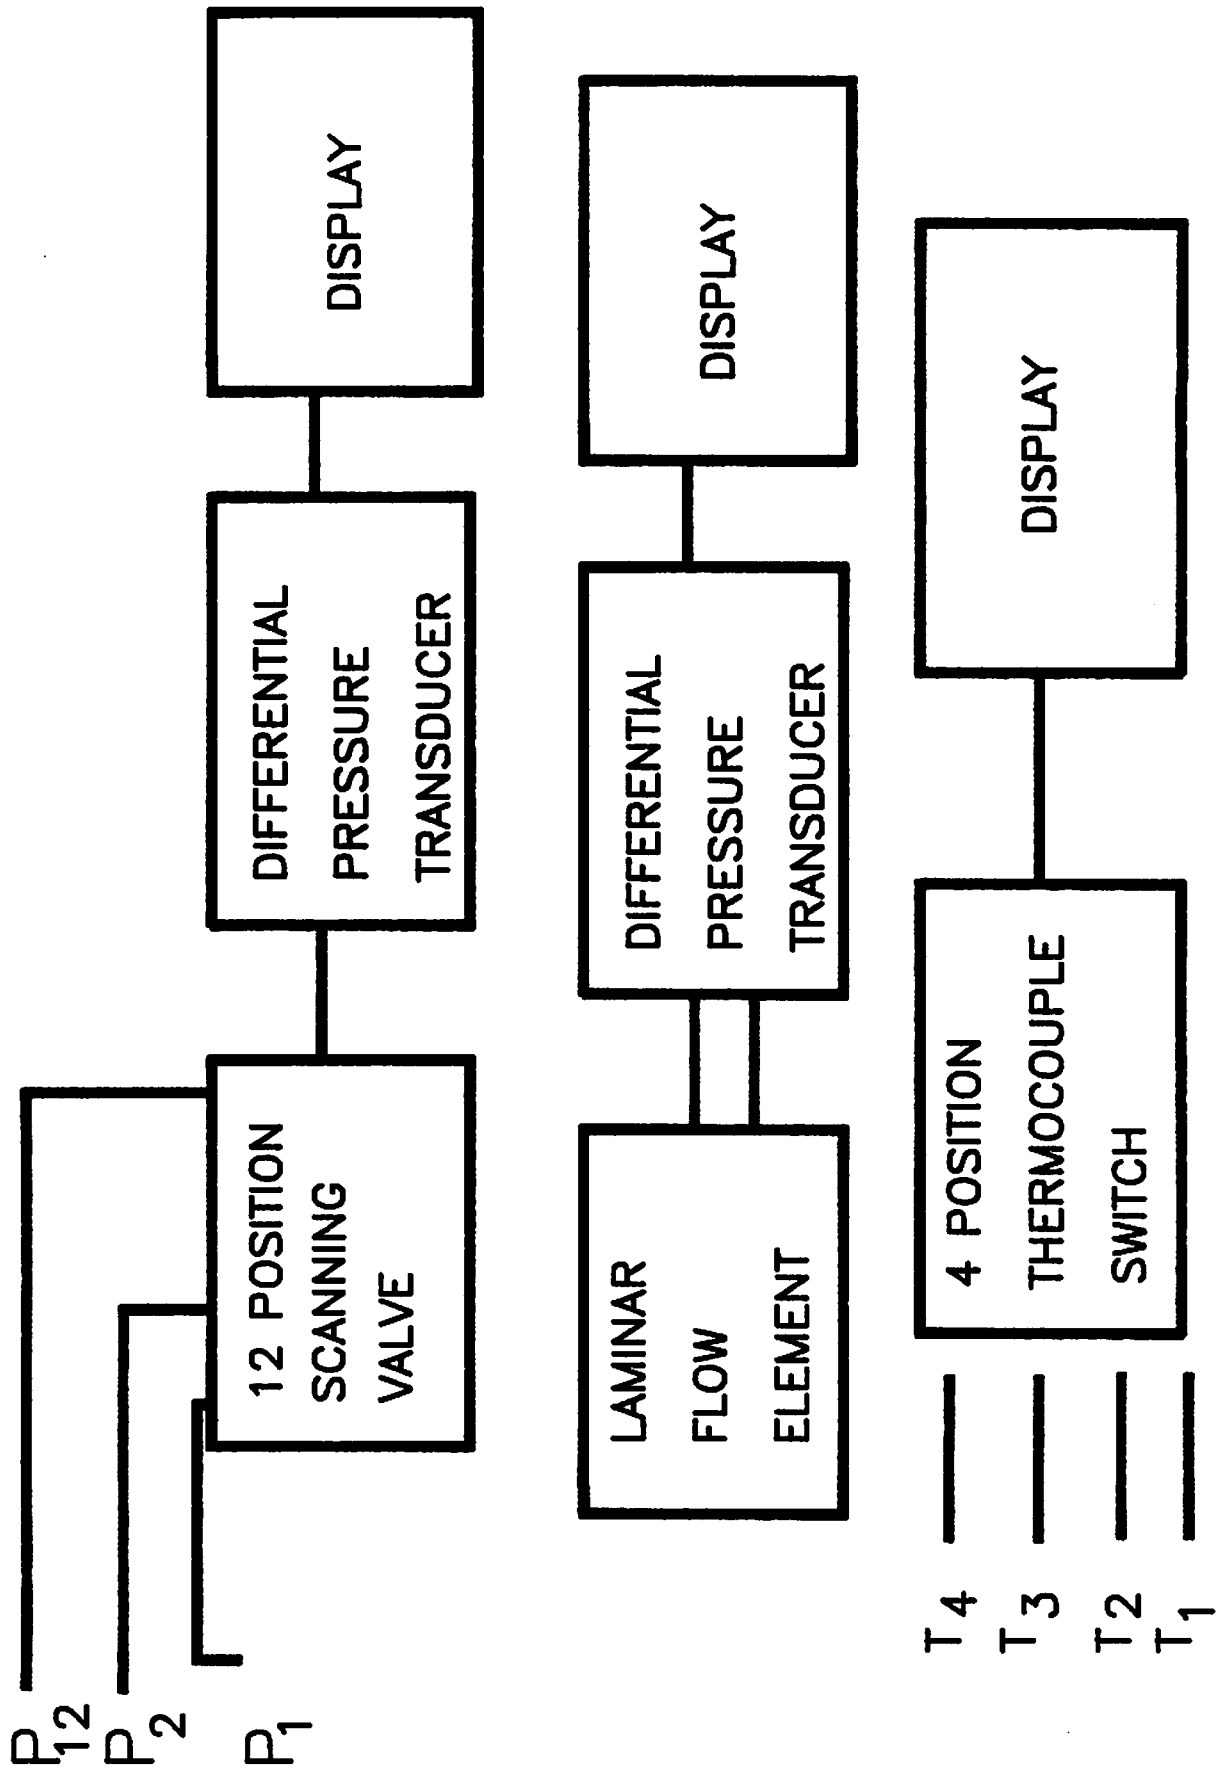 P12
P2
P1
12 POSITION
SCANNING
VALVE
DIFFERENTIAL
PRESSURE
TRANSDUCER
DISPLAY
LAMINAR
FLOW
ELEMENT
DIFFERENTIAL
PRESSURE
TRANSDUCER
DISPLAY
T4
T3
T2
T1
4 POSITION
THERMOCOUPLE
SWITCH
DISPLAY